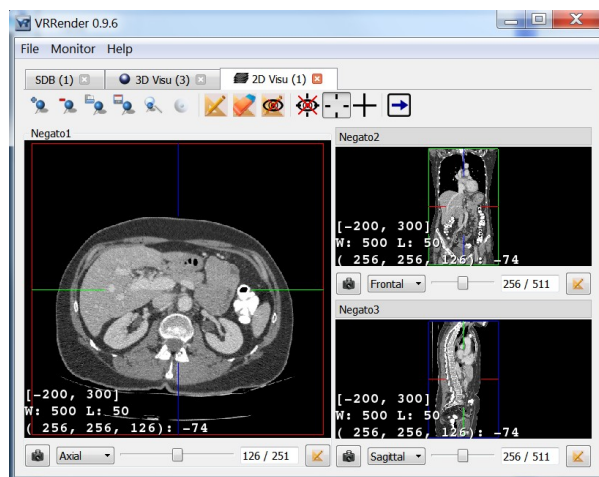 VRRender 0.9.6
File Monitor Help
SDB (1) 3D Visu (3) 2D Visu (1)
Negato1
[-200, 300]
W: 500 L: 50
( 256, 256, 126): -74
Axial 126 / 251
Negato2
[-200, 300]
W: 500 L: 50
( 256, 256, 126): -74
Frontal 256 / 511
Negato3
[-200, 300]
W: 500 L: 50
( 256, 256, 126): -74
Sagittal 256 / 511